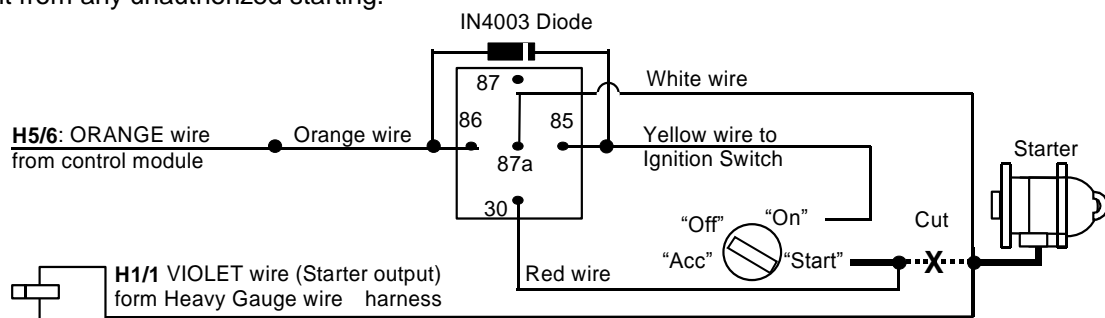 t from any unauthorized starting.
IN4003 Diode
87
White wire
86
85
H5/6: ORANGE wire
from control module
Orange wire
Yellow wire to
Ignition Switch
87a
Starter
30
"Off"
"On"
Cut
"Acc"
"Start"
X
H1/1 VIOLET wire (Starter output)
form Heavy Gauge wire harness
Red wire